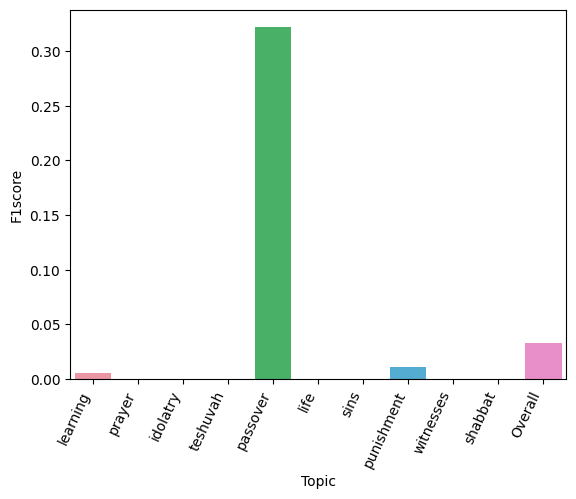 0.30
0.25
0.20
0.15
0.10
0.05
0.00
F1score
learning
prayer
idolatry
teshuvah
passover
life
sins
punishment
witnesses
shabbat
Overall
Topic